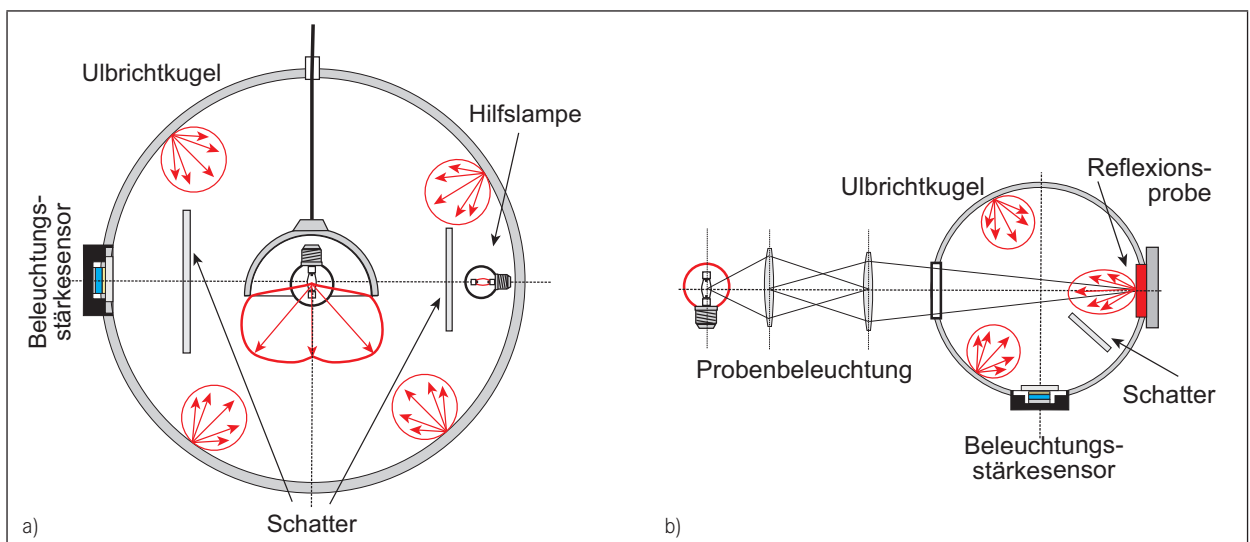 Ulbrichtkugel
Hilfslampe
Beleuchtungs-
stärkesensor
Schatter
a)
Reflexions-
probe
Ulbrichtkugel
Probenbeleuchtung
Schatter
Beleuchtungs-
stärkesensor
b)